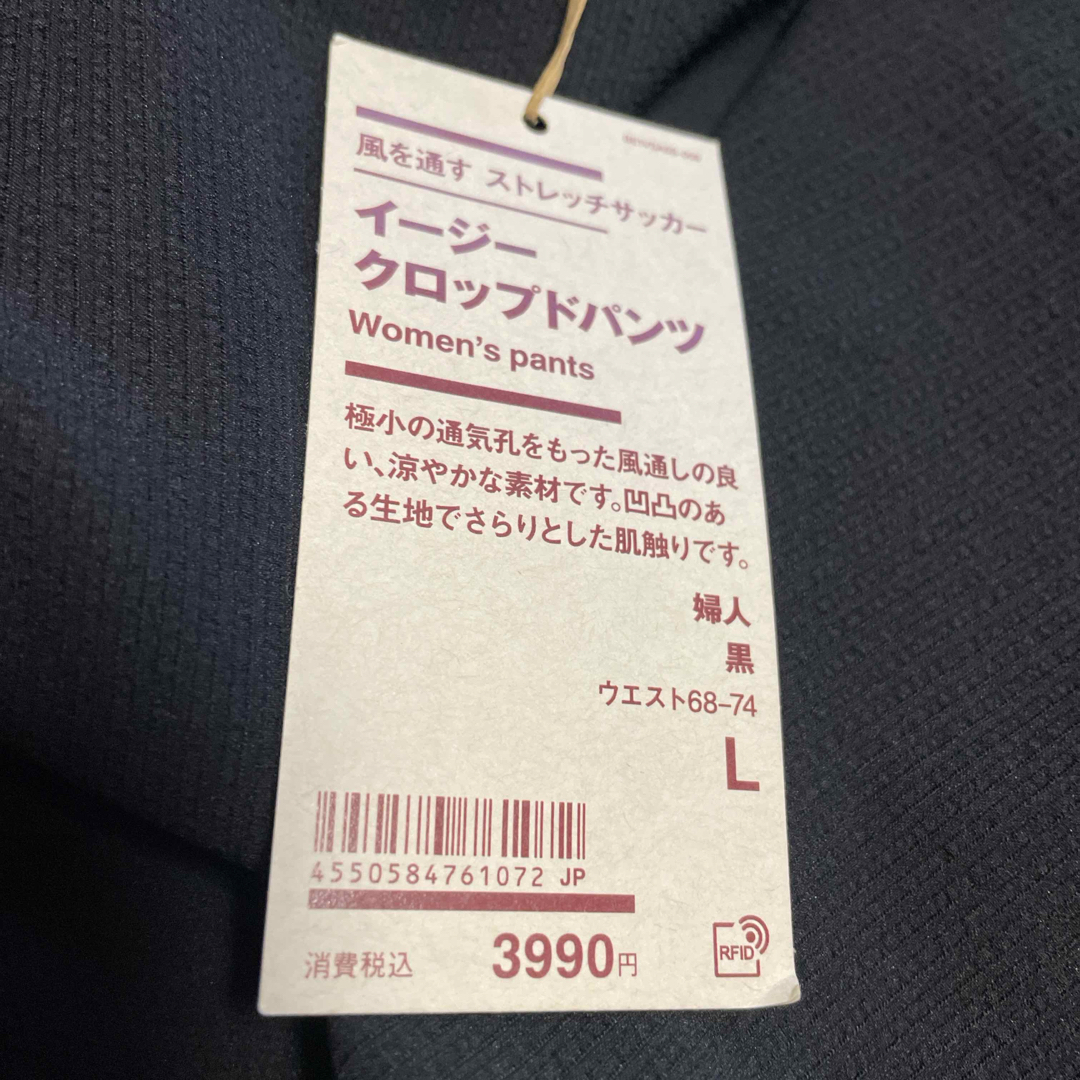 風を通す ストレッチサッカー
イージー
クロップドパンツ
Women's pants
極小の通気孔をもった風通しの良
い、涼やかな素材です。凹凸のあ
る生地でさらりとした肌触りです。
婦人
黒
ウエスト68-74
L
4550584761072 JP
消費税込 3990円
RFID